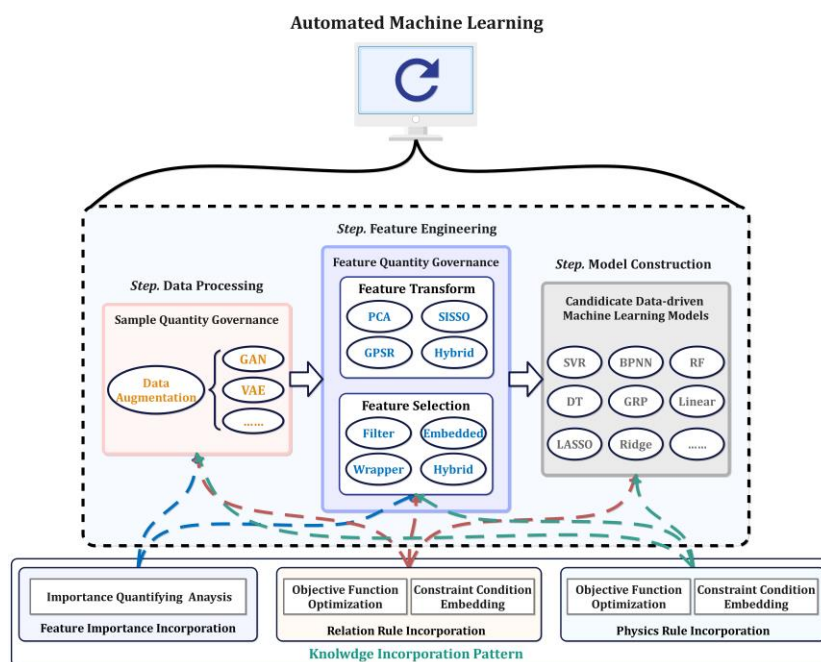 Automated Machine Learning
Step. Feature Engineering
Step. Data Processing
Sample Quantity Governance
Data
Augmentation
GAN
VAE
......
Feature Quantity Governance
Feature Transform
PCA
SISSO
GPSR
Hybrid
Feature Selection
Filter
Embedded
Wrapper
Hybrid
Step. Model Construction
Candidicate Data-driven
Machine Learning Models
SVR
BPNN
RF
DT
GRP
Linear
LASSO
Ridge
......
Importance Quantifying Anaysis
Feature Importance Incorporation
Objective Function
Optimization
Constraint Condition
Embedding
Relation Rule Incorporation
Objective Function
Optimization
Constraint Condition
Embedding
Physics Rule Incorporation
Knolwdge Incorporation Pattern